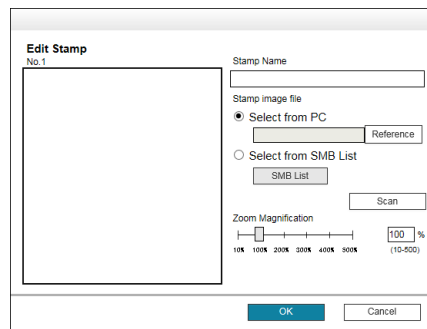 Edit Stamp
No.1
Stamp Name
Stamp image file
Select from PC
Reference
Select from SMB List
SMB List
Scan
Zoom Magnification
100 %
10% 100% 200% 300% 400% 500%
(10-500)
OK
Cancel